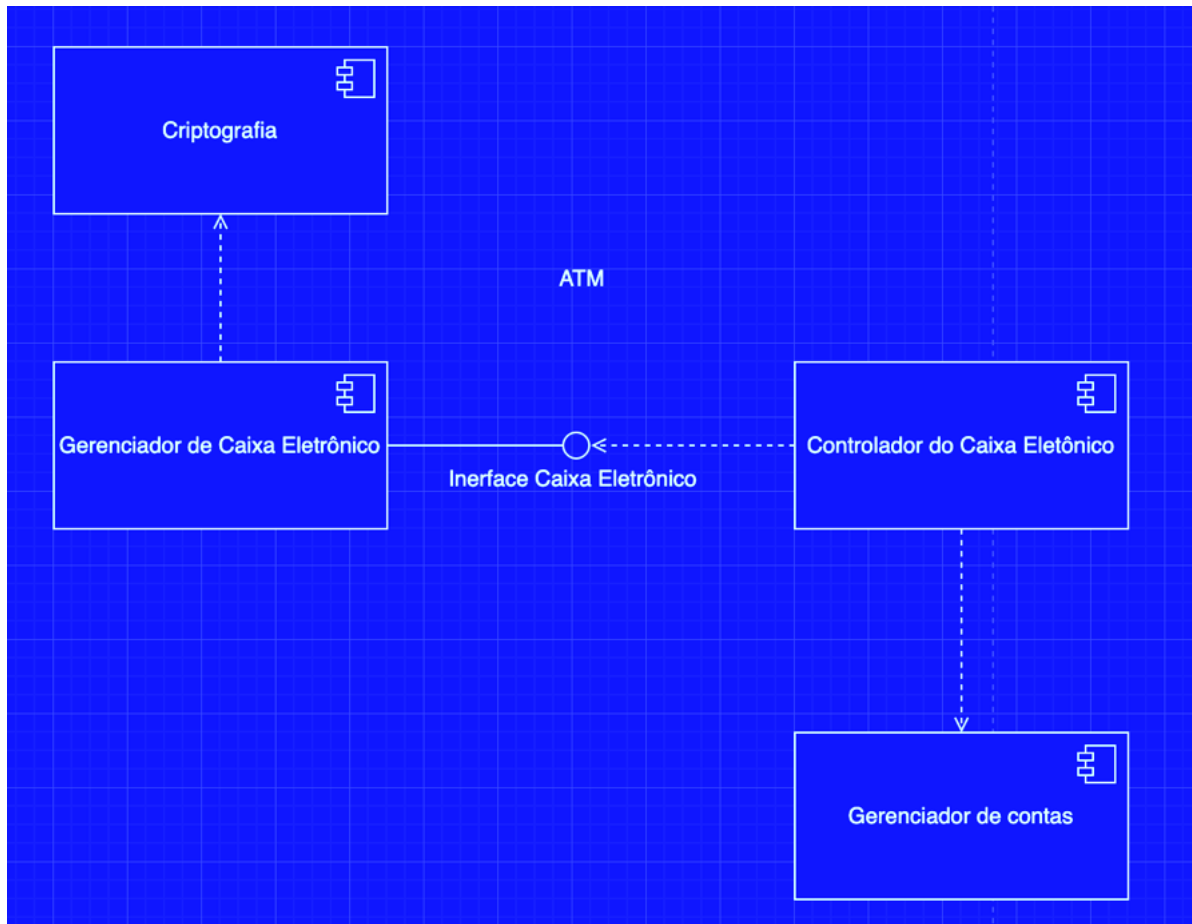 Criptografia
ATM
Gerenciador de Caixa Eletrônico
Inerface Caixa Eletrônico
Controlador do Caixa Eletônico
Gerenciador de contas